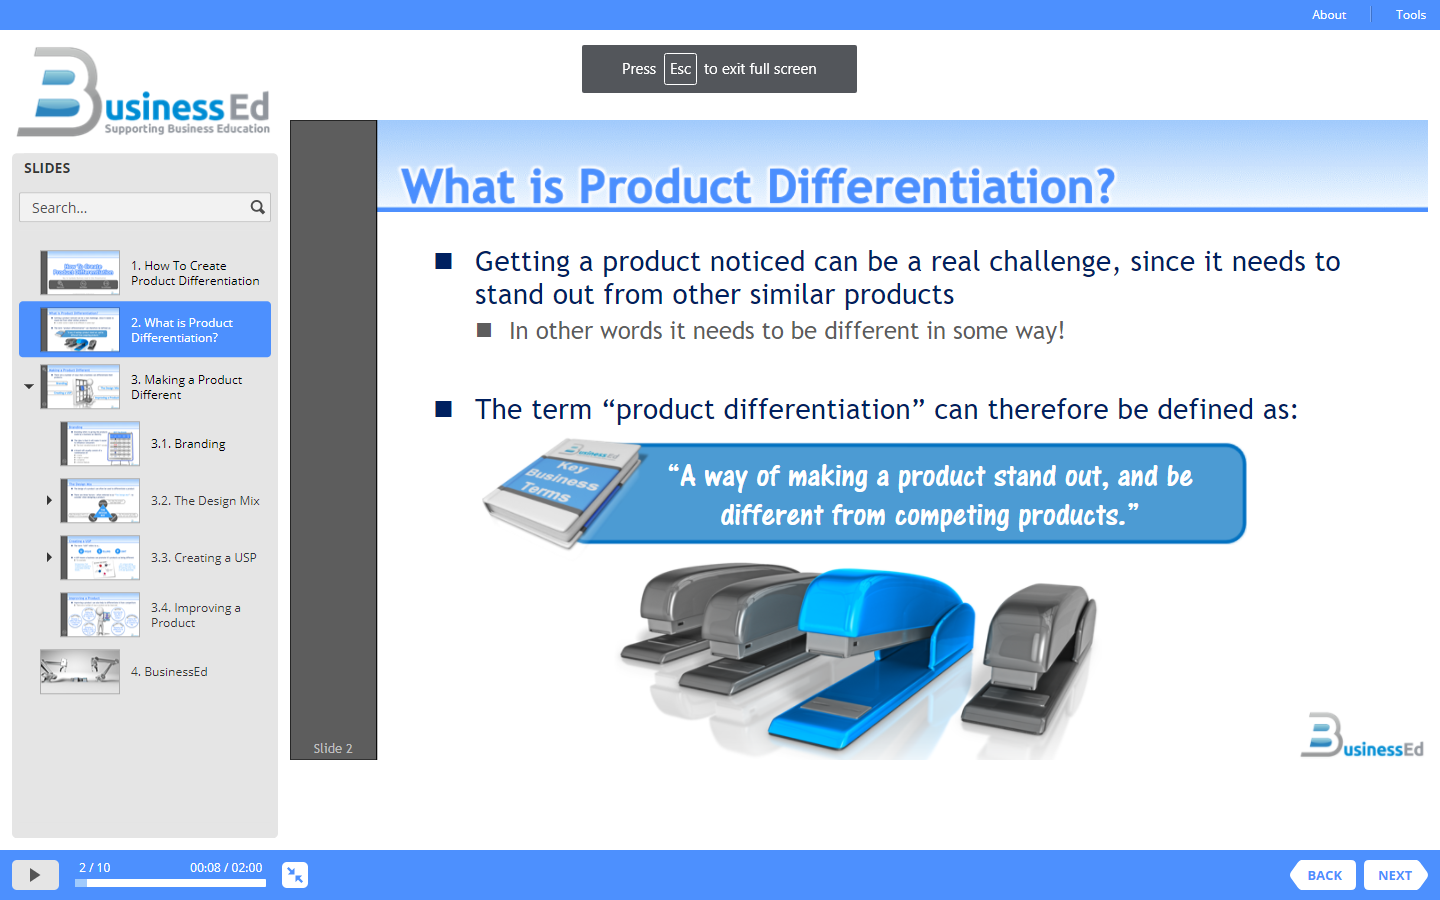 About
Tools
Press Esc to exit full screen
BusinessEd
Supporting Business Education
SLIDES
Search...
1. How To Create
Product Differentiation
2. What is Product
Differentiation?
3. Making a Product
Different
3.1. Branding
3.2. The Design Mix
3.3. Creating a USP
3.4. Improving a
Product
4. BusinessEd
What is Product Differentiation?
Getting a product noticed can be a real challenge, since it needs to
stand out from other similar products
In other words it needs to be different in some way!
The term “product differentiation” can therefore be defined as:
BusinessEd
Key
Business
Terms
“A way of making a product stand out, and be
different from competing products.”
Slide 2
BusinessEd
2 / 10
00:08 / 02:00
BACK
NEXT